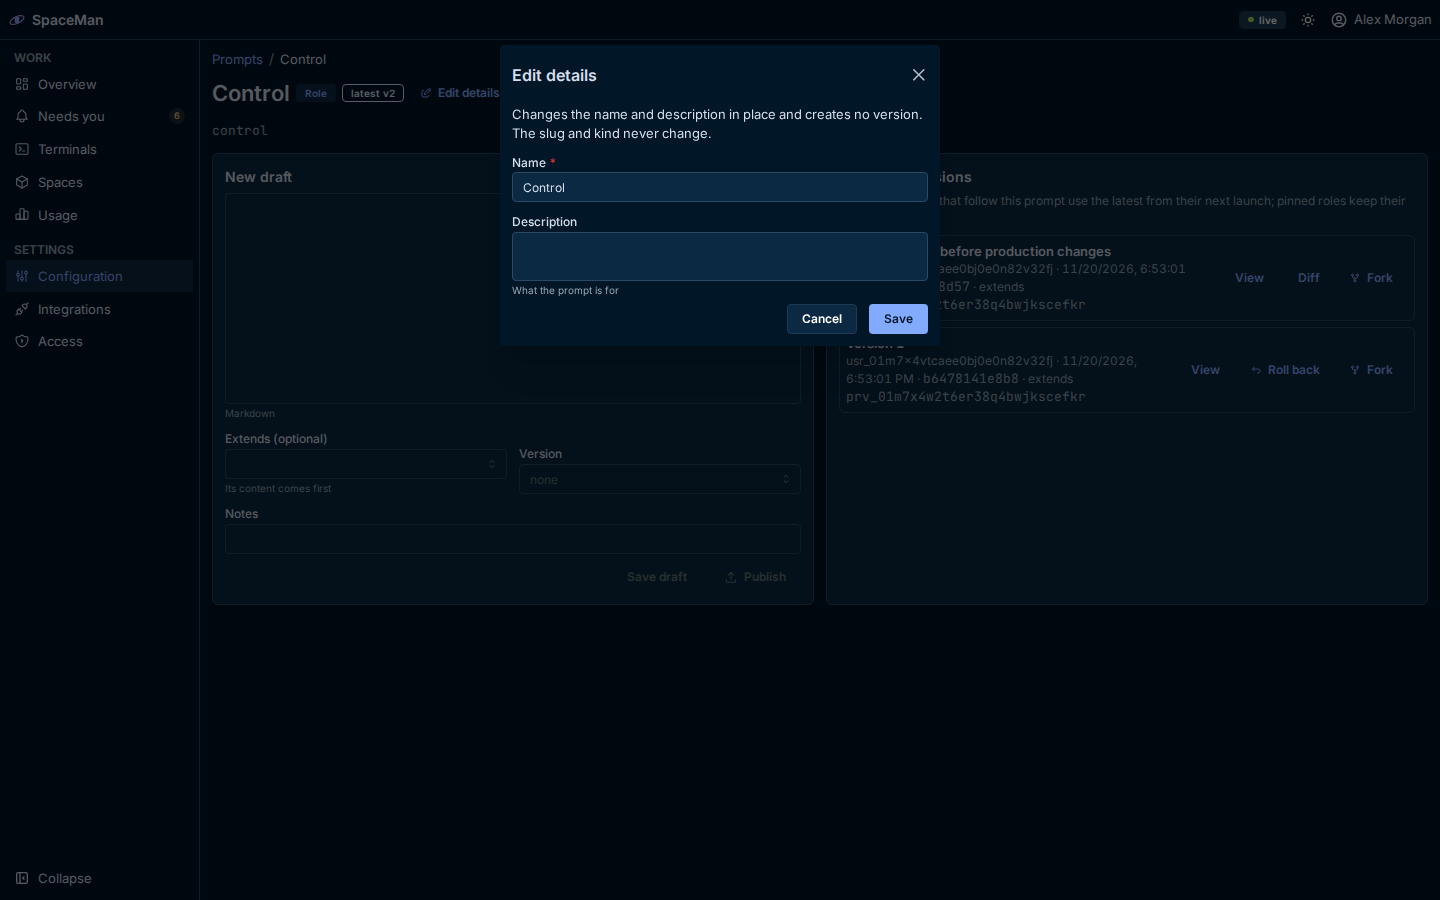 SpaceMan
live
Alex Morgan
WORK
Overview
Needs you
6
Terminals
Spaces
Usage
SETTINGS
Configuration
Integrations
Access
Collapse
Prompts / Control
Control
Role
latest v2
Edit details
control
Edit details
Changes the name and description in place and creates no version.
The slug and kind never change.
Name *
Control
Description
What the prompt is for
Cancel
Save
New draft
Markdown
Extends (optional)
Its content comes first
Version
none
Notes
Save draft
Publish
that follow this prompt use the latest from their next launch; pinned roles keep their
before production changes
caee0bj0e0n82v32fj · 11/20/2026, 6:53:01
8d57 · extends
t6er38q4bwjkscefkr
View
Diff
Fork
usr_01m7x4vtcaee0bj0e0n82v32fj · 11/20/2026,
6:53:01 PM · b6478141e8b8 · extends
prv_01m7x4w2t6er38q4bwjkscefkr
View
Roll back
Fork